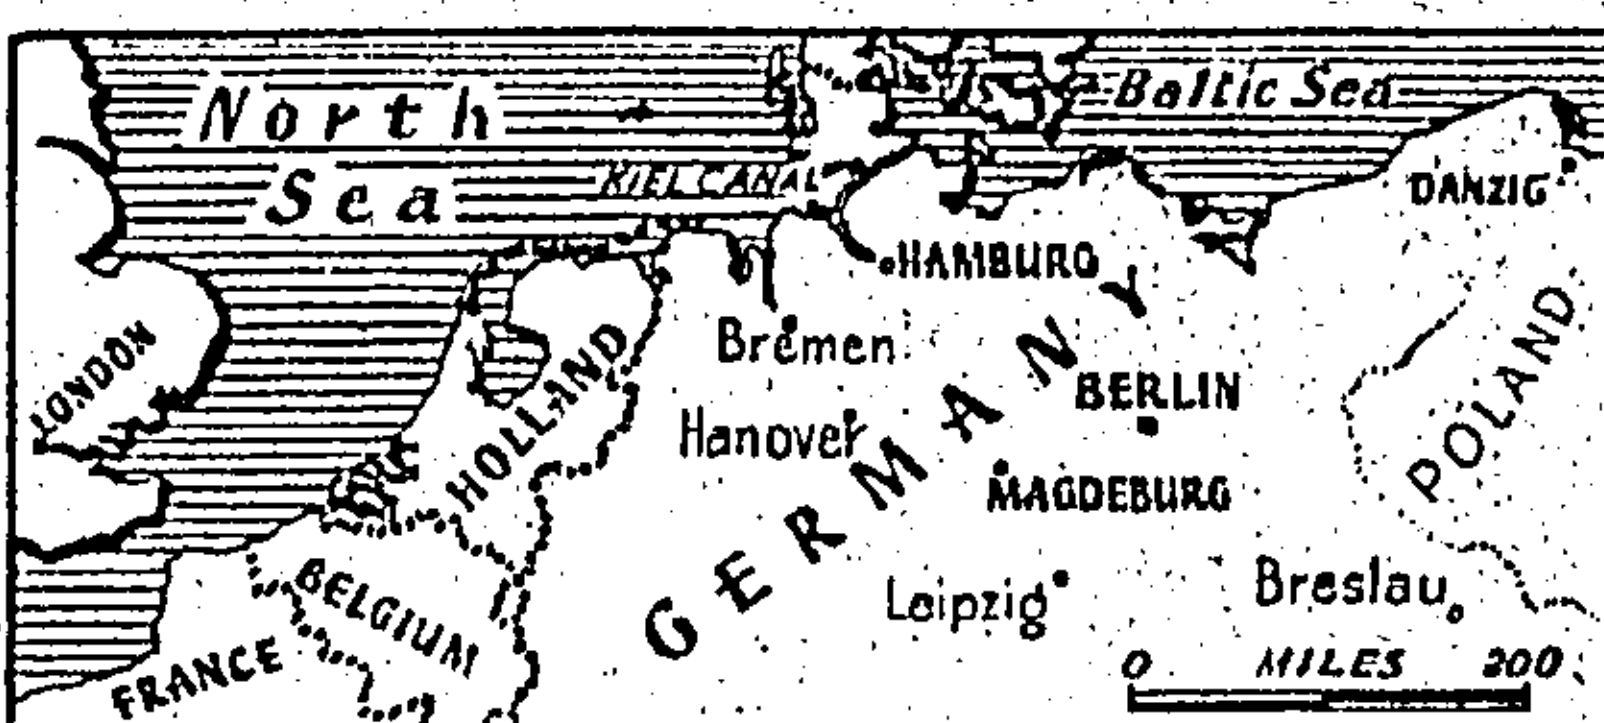 North
Sea
Baltic Sea
KIEL CANAL
DANZIG
HAMBURG
LONDON
Bremen
HOLLAND
GERMANY
BERLIN
POLAND
Hanover
MAGDEBURG
BELGIUM
Leipzig
Breslau
FRANCE
0 MILES 200